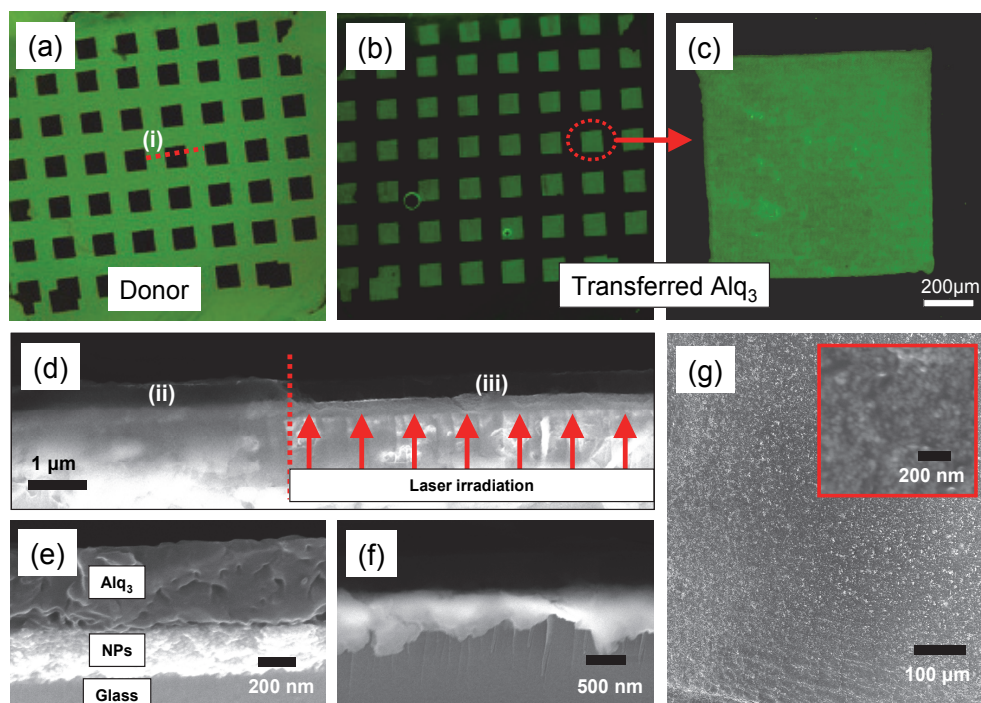 (a)
(i)
Donor
(b)
(c)
Transferred Alq3
200μm
(d)
(ii)
(iii)
1 μm
Laser irradiation
(e)
Alq3
NPs
Glass
200 nm
(f)
500 nm
(g)
200 nm
100 μm